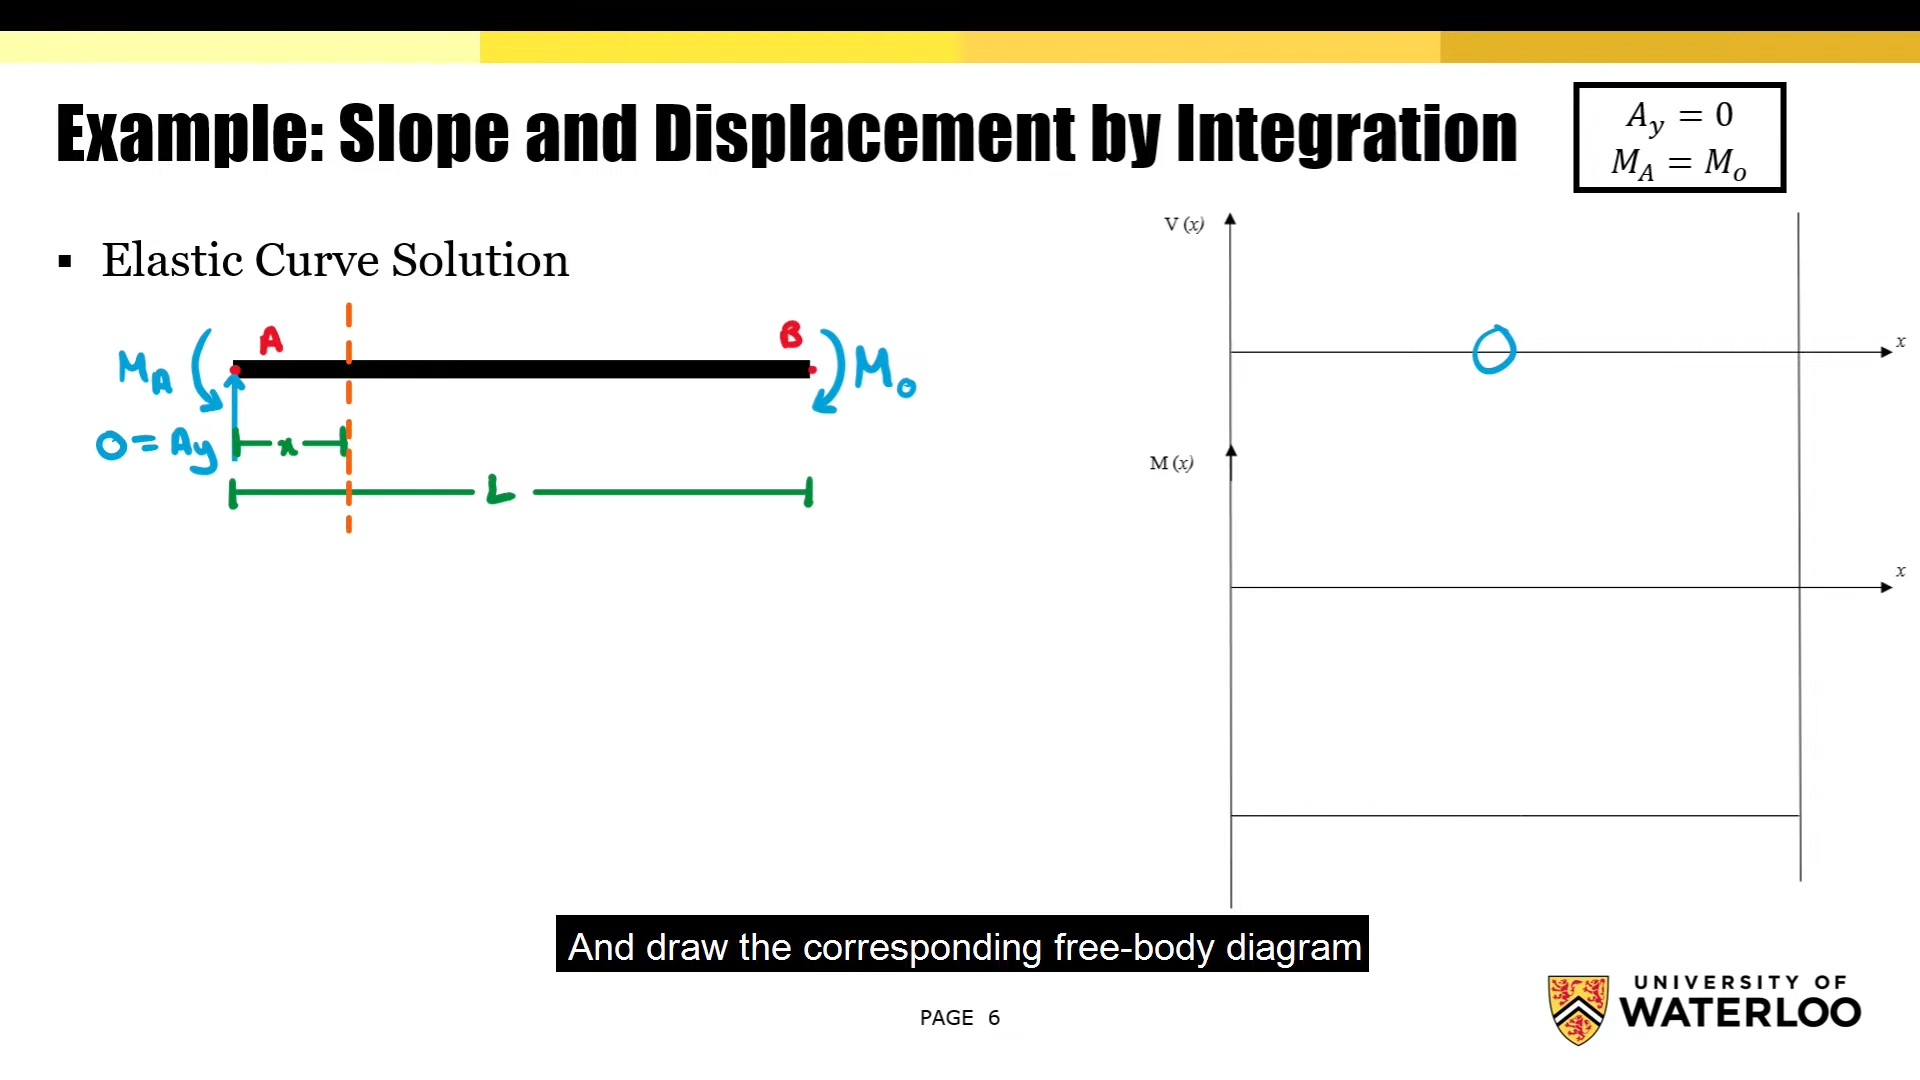 Example: Slope and Displacement by Integration
A_y = 0
M_A = M_o
▪ Elastic Curve Solution
M_A
A
B
M_o
0 = A_y
x
L
V (x)
x
M (x)
x
And draw the corresponding free-body diagram
PAGE 6
UNIVERSITY OF
WATERLOO